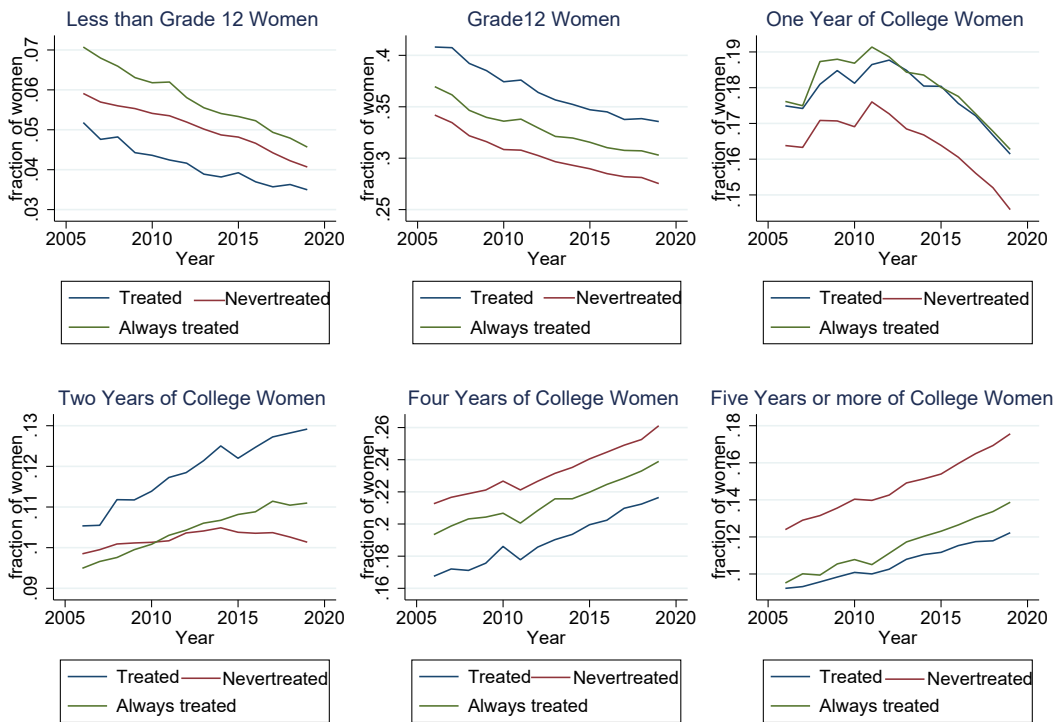 Less than Grade 12 Women
fraction of women
.03 .04 .05 .06 .07
2005 2010 2015 2020
Year
Treated Nevertreated
Always treated
Grade12 Women
fraction of women
.25 .3 .35 .4
2005 2010 2015 2020
Year
Treated Nevertreated
Always treated
One Year of College Women
fraction of women
.15 .16 .17 .18 .19
2005 2010 2015 2020
Year
Treated Nevertreated
Always treated
Two Years of College Women
fraction of women
.09 .1 .11 .12 .13
2005 2010 2015 2020
Year
Treated Nevertreated
Always treated
Four Years of College Women
fraction of women
.16 .18 .2 .22 .24 .26
2005 2010 2015 2020
Year
Treated Nevertreated
Always treated
Five Years or more of College Women
fraction of women
.1 .12 .14 .16 .18
2005 2010 2015 2020
Year
Treated Nevertreated
Always treated